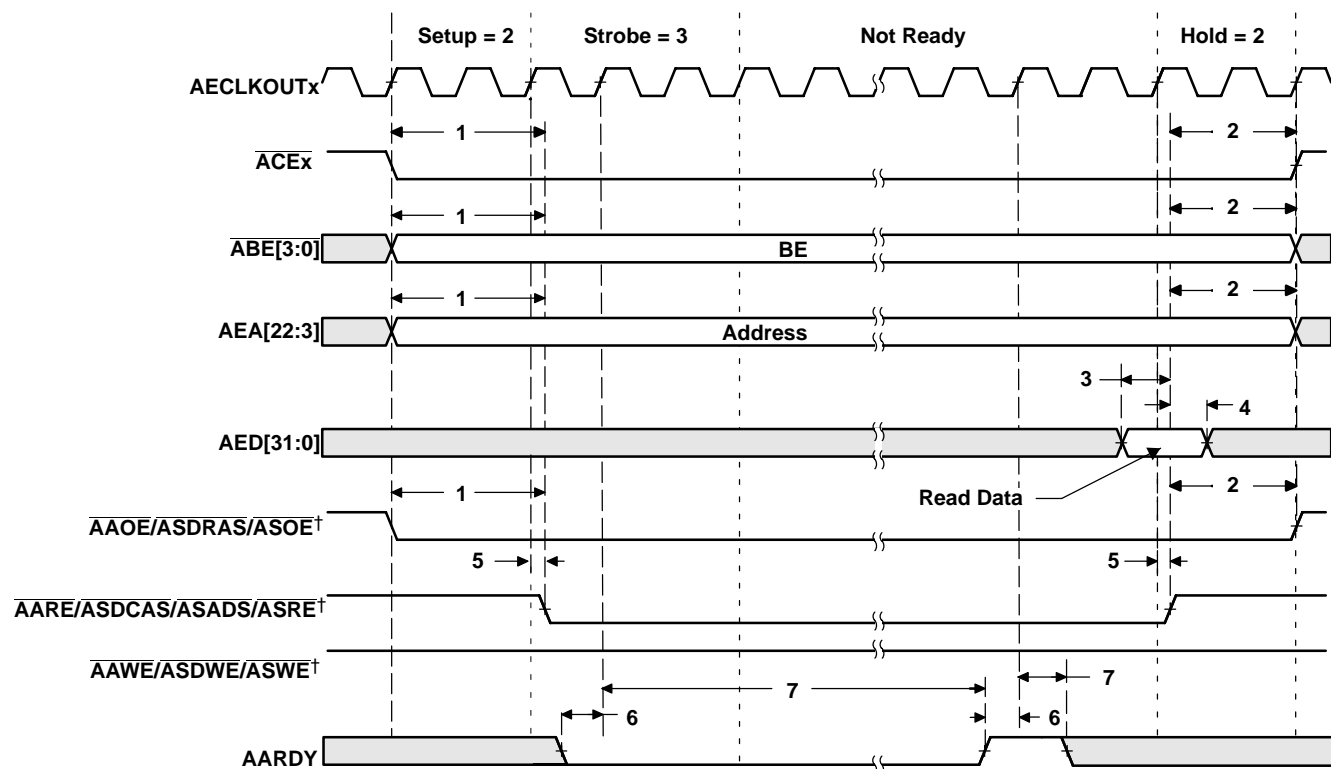 Setup = 2 Strobe = 3 Not Ready Hold = 2
AECLKOUTx
1 2
ACEx
1 2
ABE[3:0] BE
1 2
AEA[22:3] Address
3
4
AED[31:0]
1 Read Data 2
AAOE/ASDRAS/ASOE†
5 5
AARE/ASDCAS/ASADS/ASRE†
AAWE/ASDWE/ASWE†
7 7
6 6
AARDY